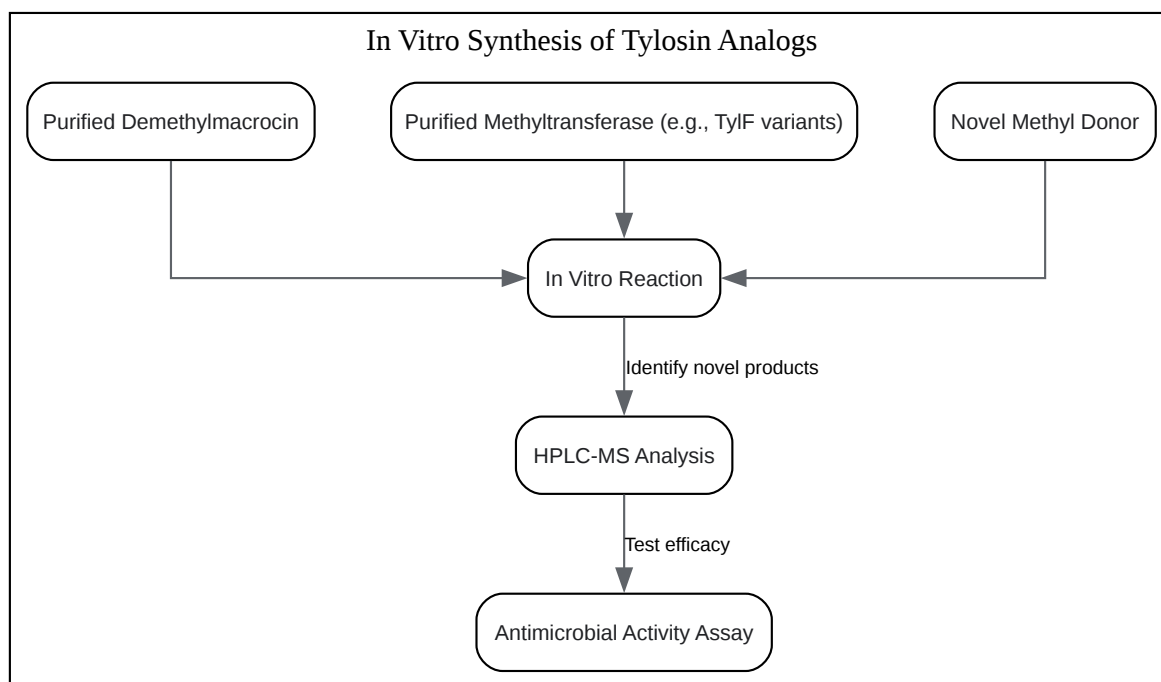 In Vitro Synthesis of Tylosin Analogs
Purified Demethylmacrocin
Purified Methyltransferase (e.g., TylF variants)
Novel Methyl Donor
In Vitro Reaction
Identify novel products
HPLC-MS Analysis
Test efficacy
Antimicrobial Activity Assay